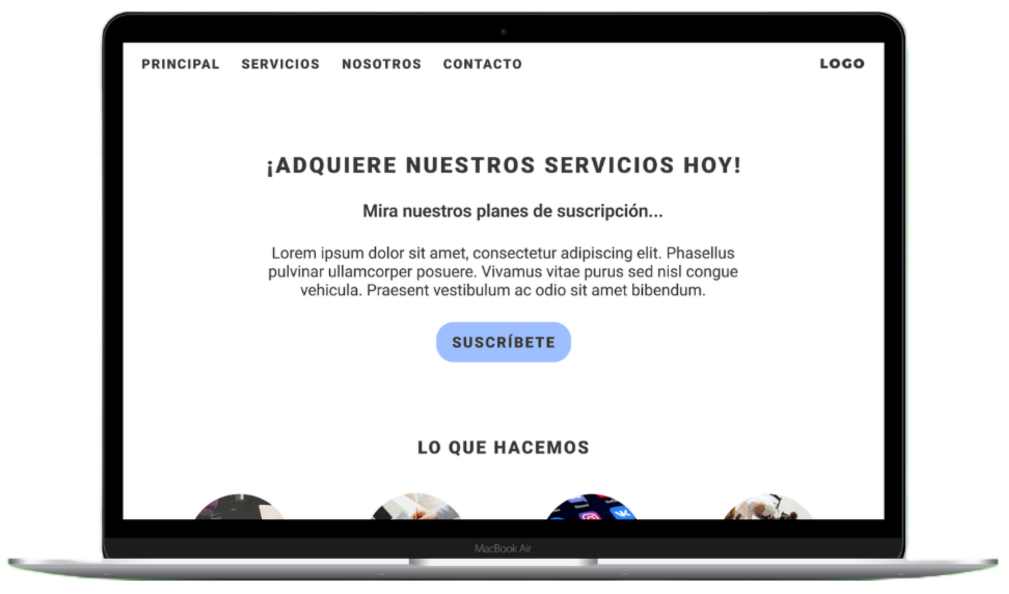 PRINCIPAL SERVICIOS NOSOTROS CONTACTO LOGO
¡ADQUIERE NUESTROS SERVICIOS HOY!
Mira nuestros planes de suscripción...
Lorem ipsum dolor sit amet, consectetur adipiscing elit. Phasellus
pulvinar ullamcorper posuere. Vivamus vitae purus sed nisl congue
vehicula. Praesent vestibulum ac odio sit amet bibendum.
SUSCRÍBETE
LO QUE HACEMOS
MacBook Air